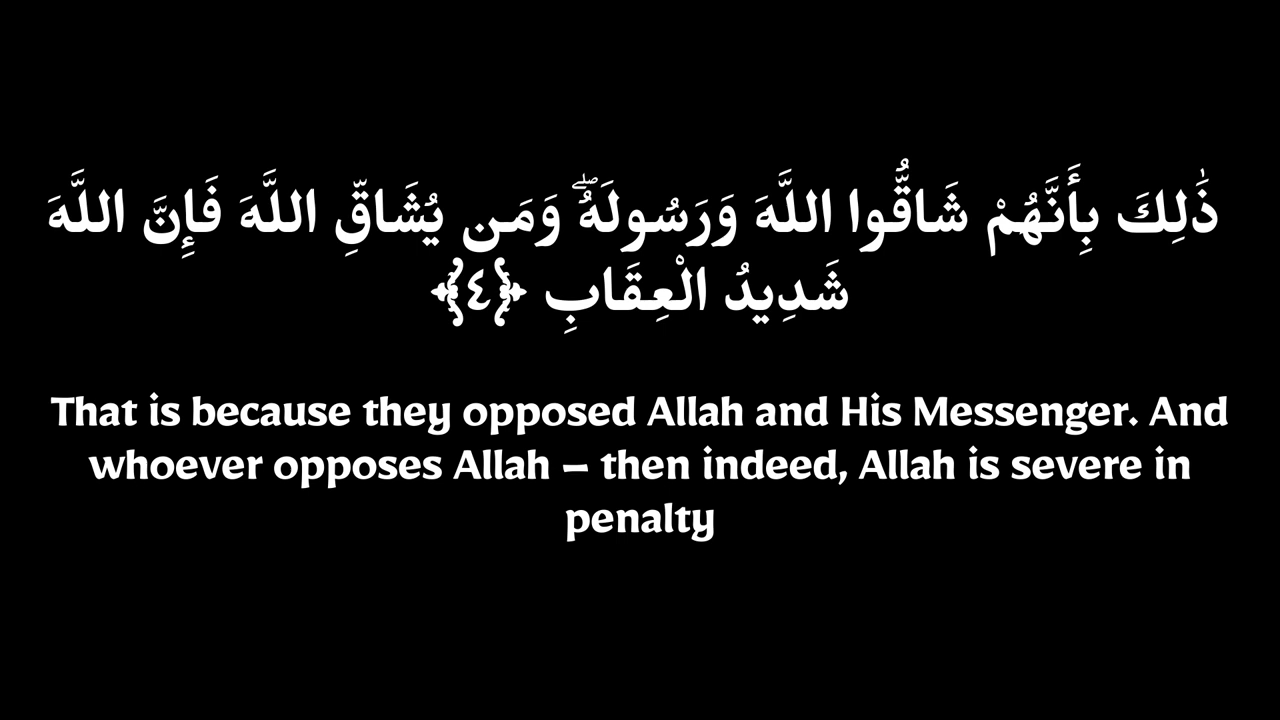 ذَٰلِكَ بِأَنَّهُمْ شَاقُّوا اللَّهَ وَرَسُولَهُ ۖ وَمَن يُشَاقِّ اللَّهَ فَإِنَّ اللَّهَ
شَدِيدُ الْعِقَابِ ﴿٤﴾
That is because they opposed Allah and His Messenger. And
whoever opposes Allah – then indeed, Allah is severe in
penalty